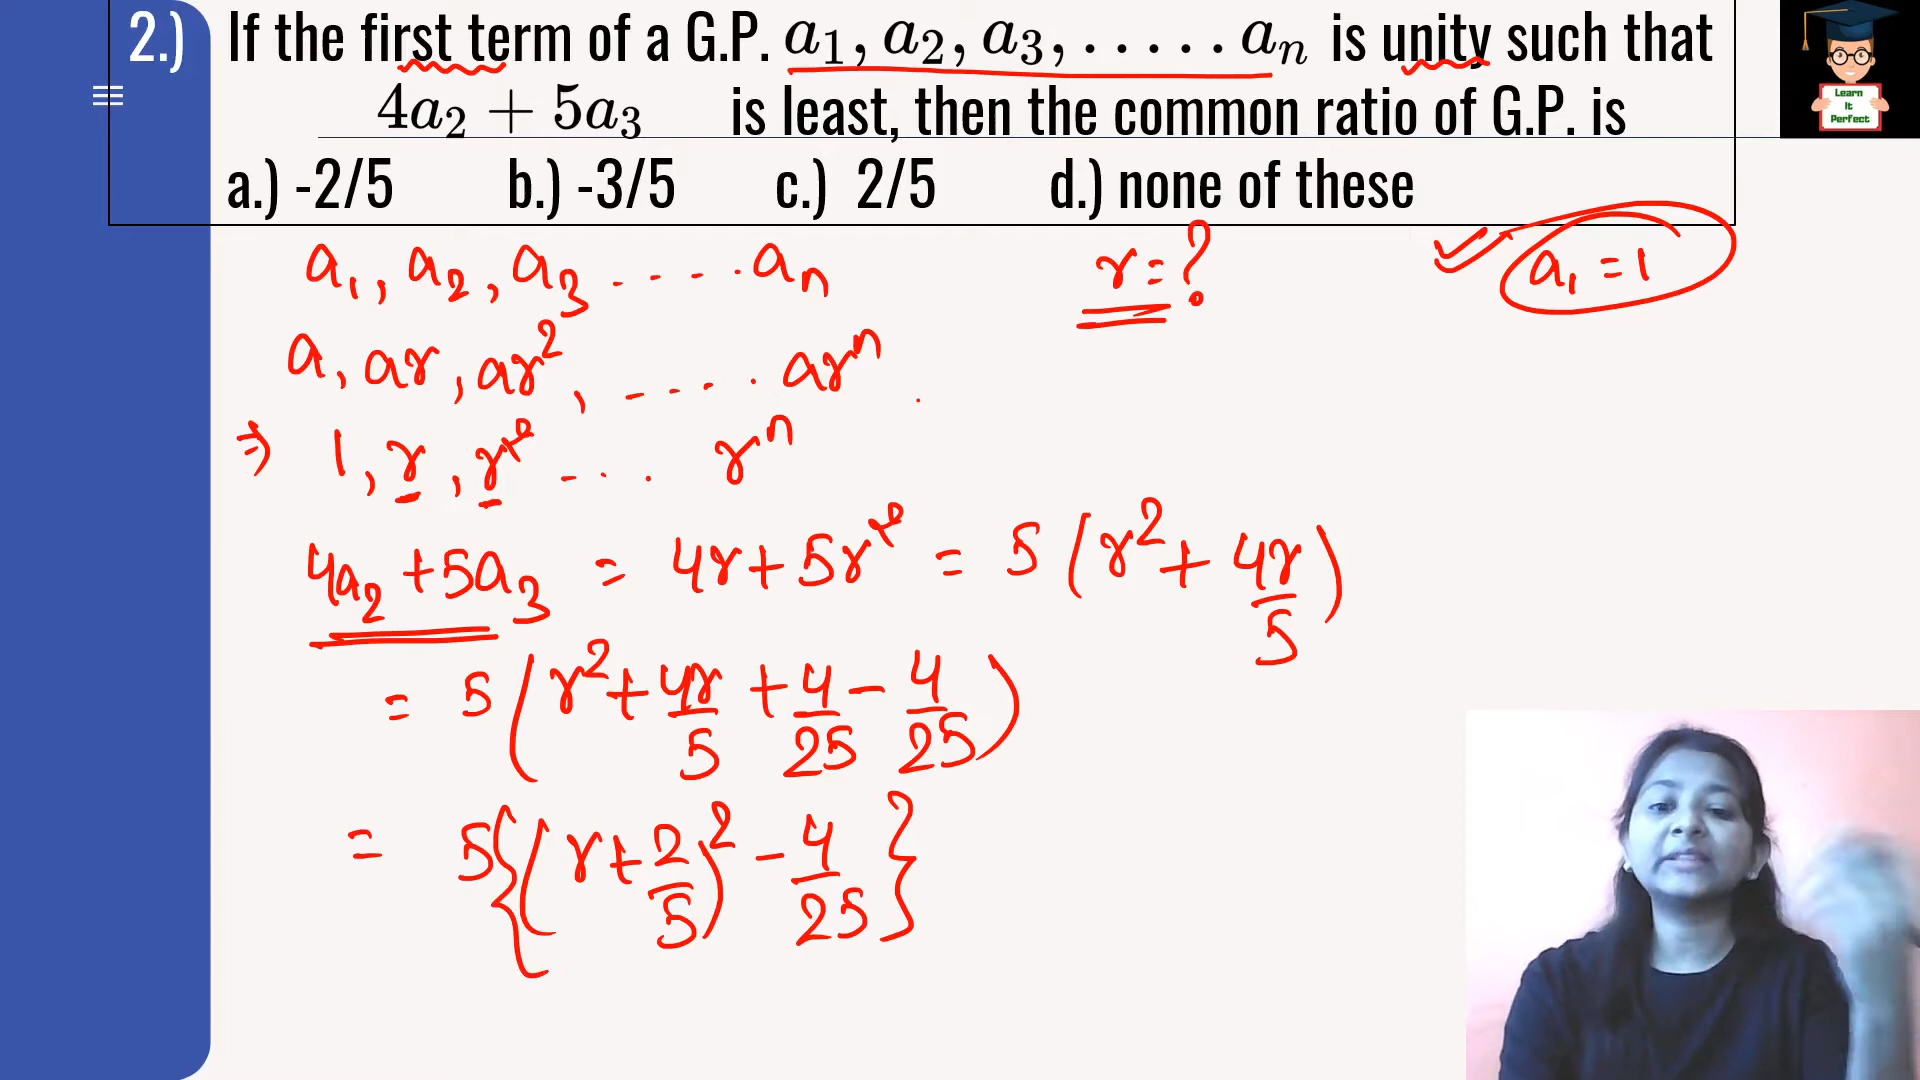 2.) If the first term of a G.P. a₁, a₂, a₃, ..... aₙ is unity such that
4a₂ + 5a₃ is least, then the common ratio of G.P. is
a.) -2/5 b.) -3/5 c.) 2/5 d.) none of these
Learn
It
Perfect
a₁, a₂, a₃ ..... aₙ r = ? a₁ = 1
a, ar, ar², ..... arⁿ
⇒ 1, r, r² .... rⁿ
4a₂ + 5a₃ = 4r + 5r² = 5 (r² + 4r/5)
= 5 (r² + 4r/5 + 4/25 - 4/25)
= 5 {(r + 2/5)² - 4/25}